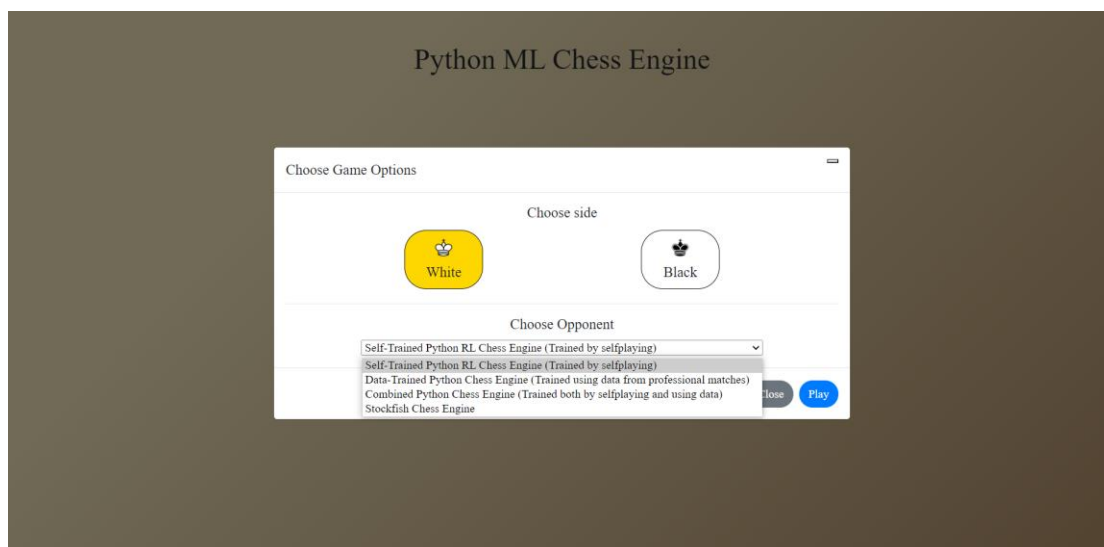 Python ML Chess Engine
Choose Game Options
Choose side
White
Black
Choose Opponent
Self-Trained Python RL Chess Engine (Trained by selfplaying)
Self-Trained Python RL Chess Engine (Trained by selfplaying)
Data-Trained Python Chess Engine (Trained using data from professional matches)
Combined Python Chess Engine (Trained both by selfplaying and using data)
Stockfish Chess Engine
Close
Play